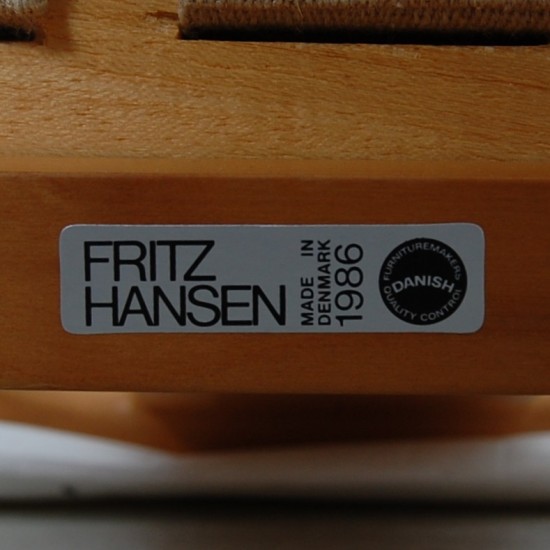 FRITZ
HANSEN
MADE IN
DENMARK
1986
FURNITUREMAKERS
DANISH
QUALITY CONTROL